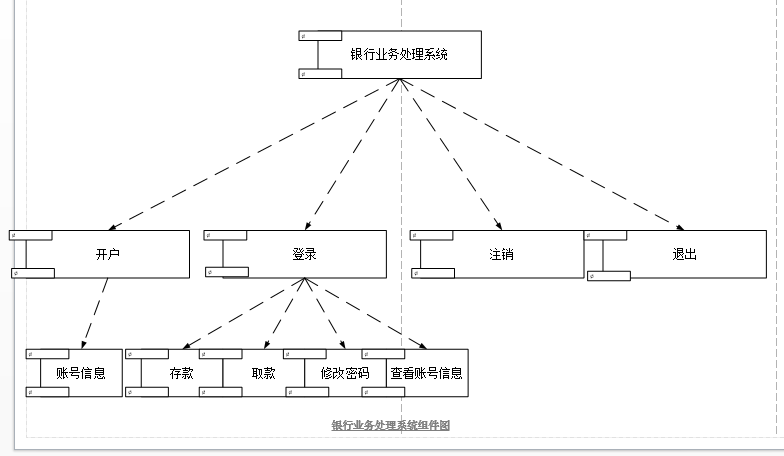 银行业务处理系统
开户
登录
注销
退出
账号信息
存款
取款
修改密码
查看账号信息
银行业务处理系统组件图